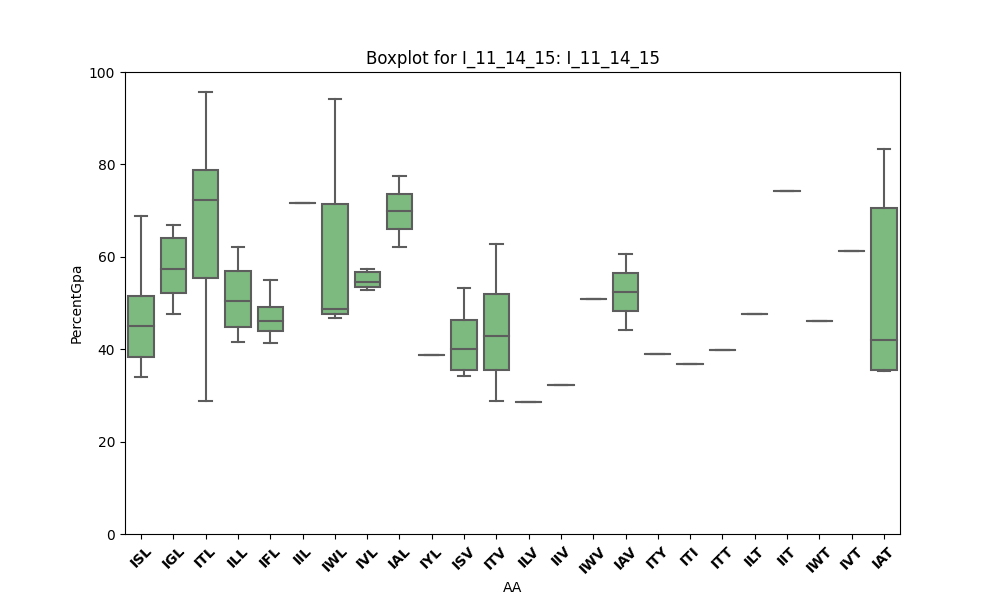 Boxplot for I_11_14_15: I_11_14_15
100
80
60
40
20
0
PercentGpa
ISL IGL ITL ILL IFL IIL IWL IVL IAL IYL ISV ITV ILV IIV IWV IAV ITY ITI ITT ILT IIT IWT IVT IAT
AA